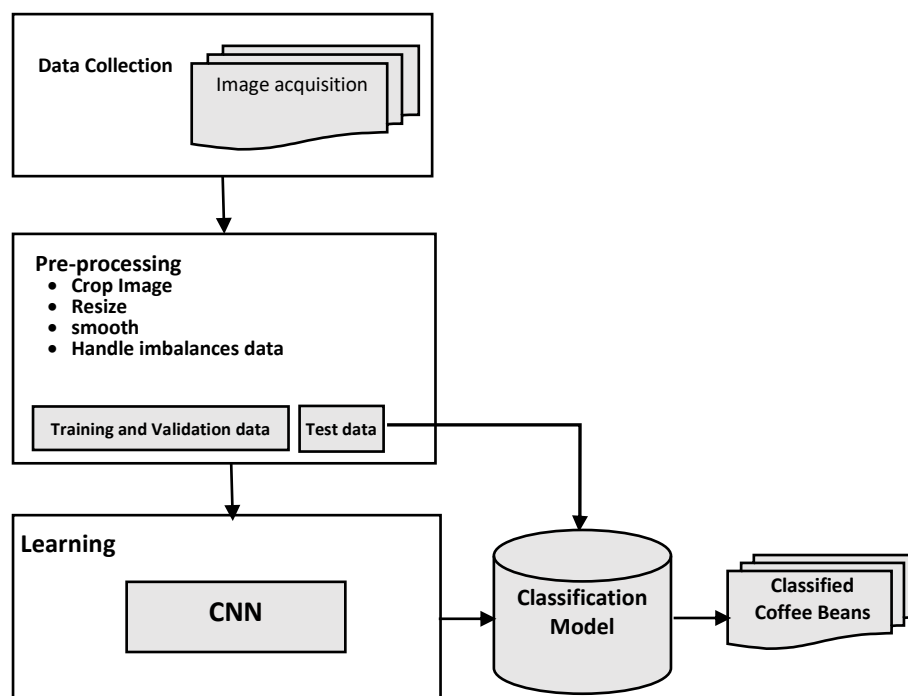 Data Collection
Image acquisition
Pre-processing
• Crop Image
• Resize
• smooth
• Handle imbalances data
Training and Validation data
Test data
Learning
CNN
Classification
Model
Classified
Coffee Beans